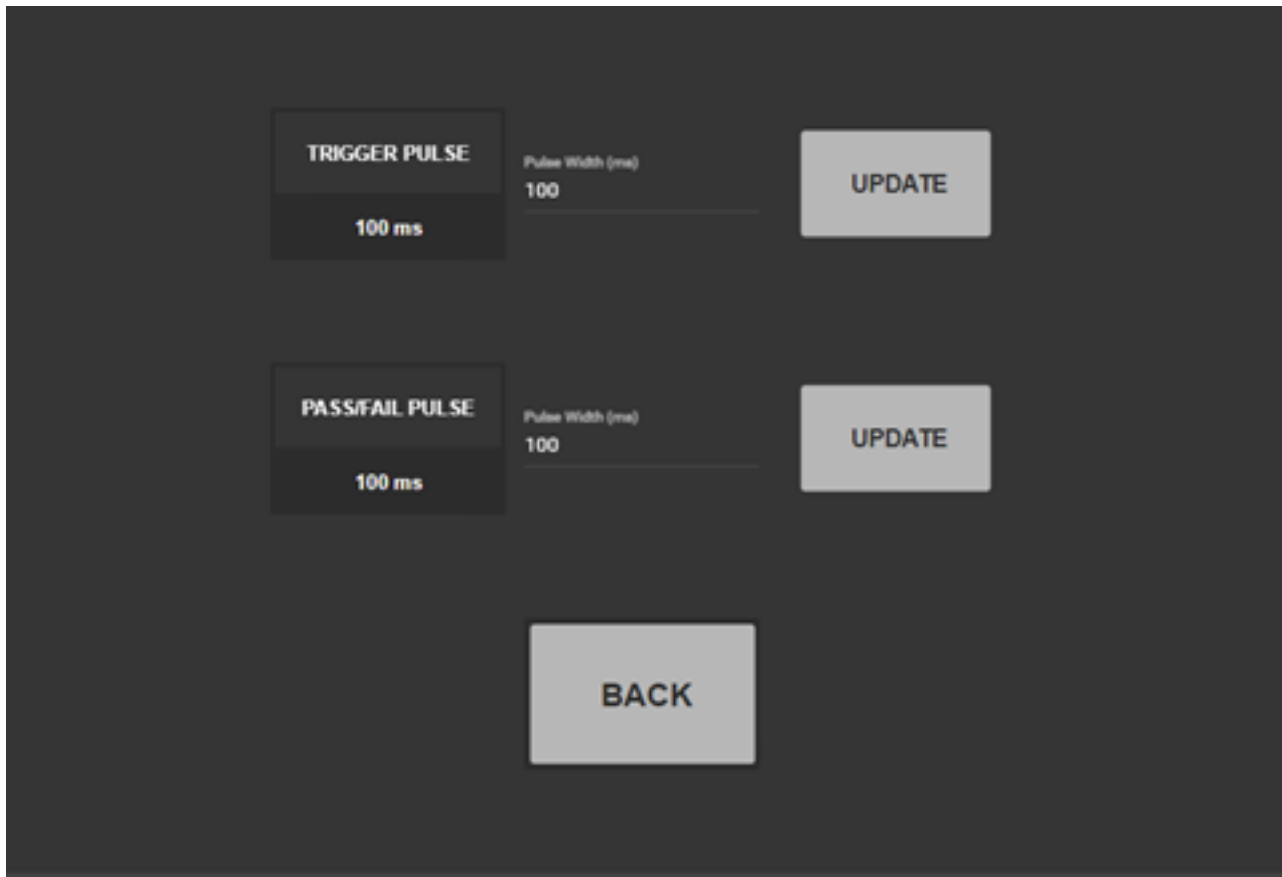 TRIGGER PULSE
Pulse Width (ms)
100
UPDATE
100 ms
PASS/FAIL PULSE
Pulse Width (ms)
100
UPDATE
100 ms
BACK